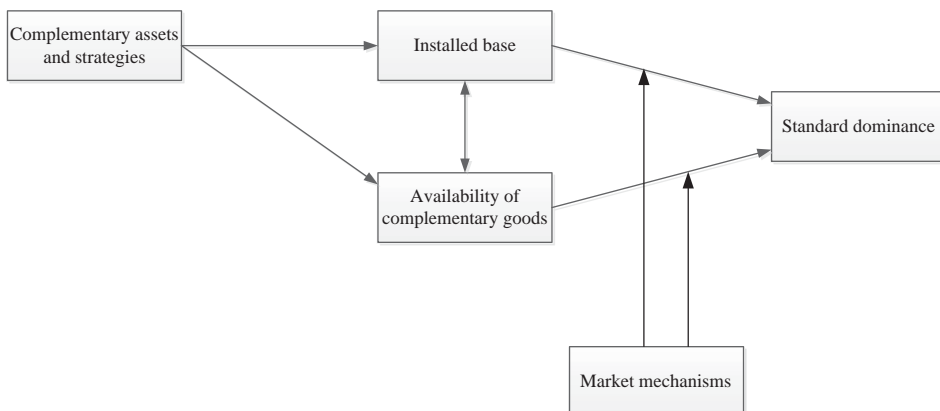 Complementary assets
and strategies
Installed base
Standard dominance
Availability of
complementary goods
Market mechanisms